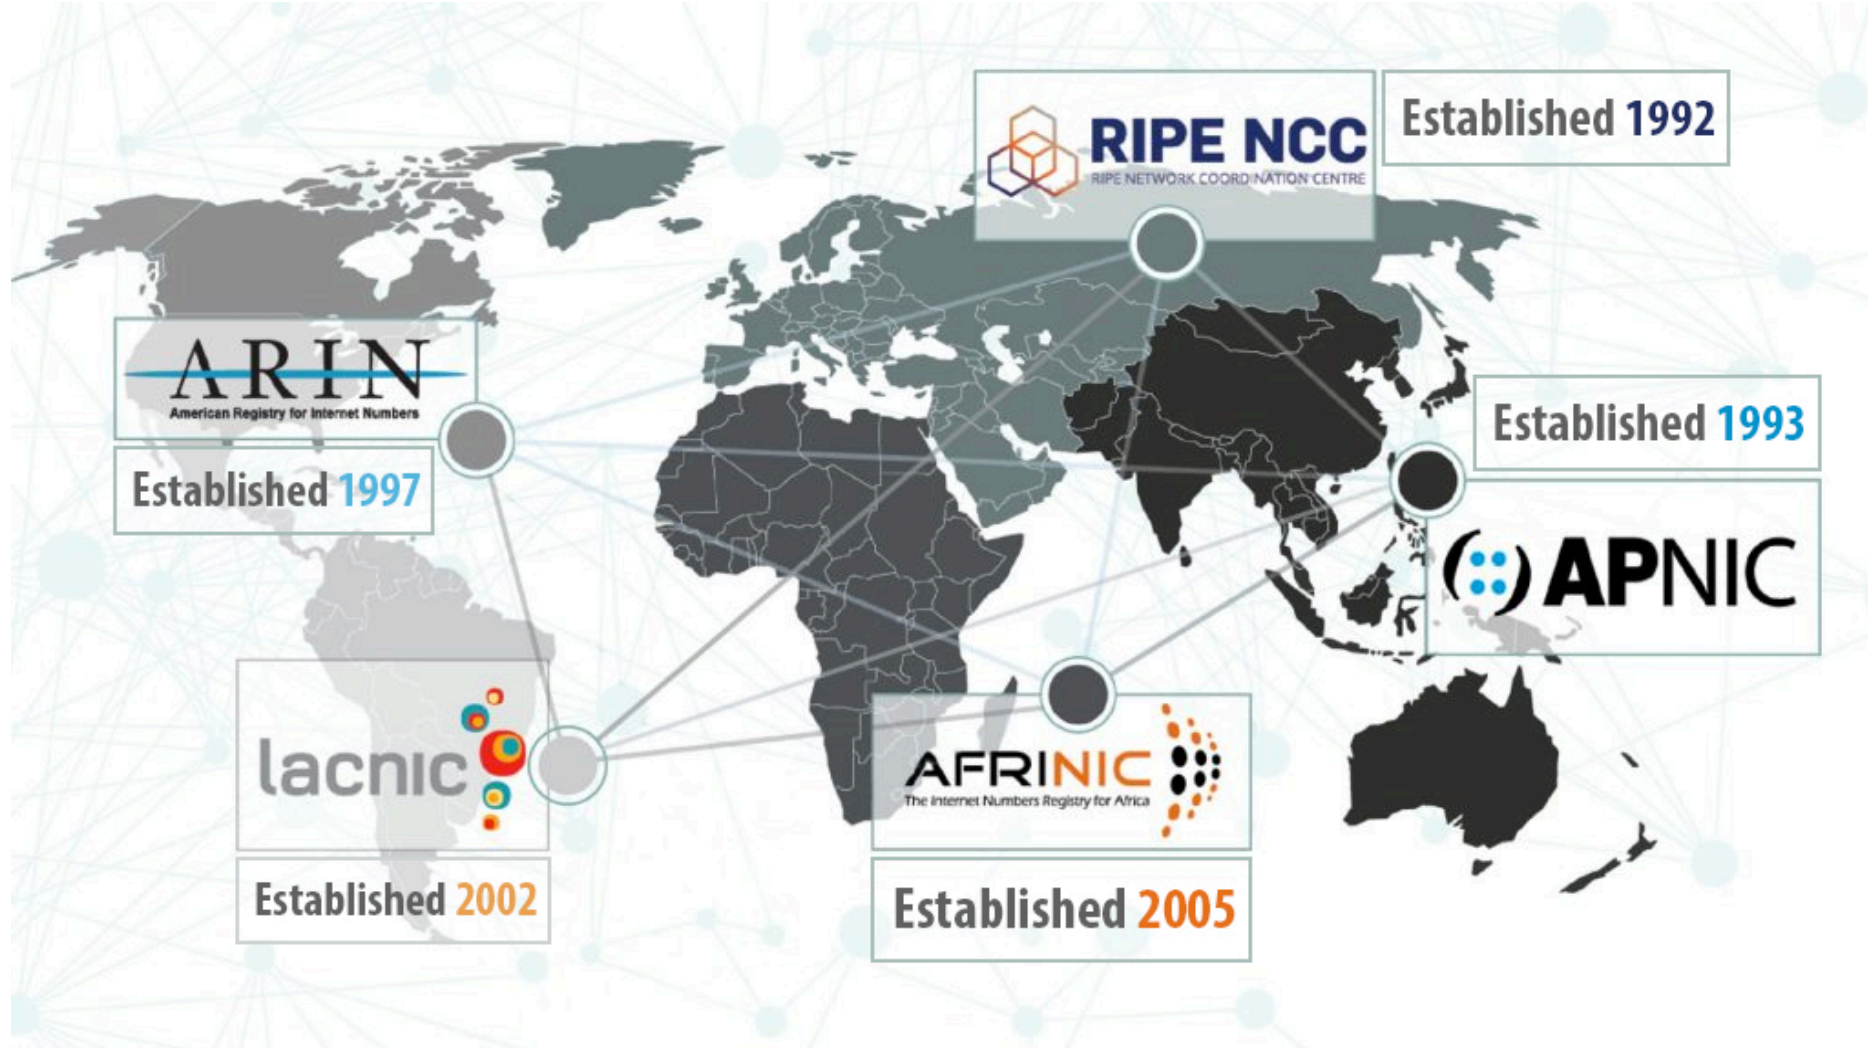 RIPE NCC
RIPE NETWORK COORDINATION CENTRE
Established 1992
ARIN
American Registry for Internet Numbers
Established 1997
Established 1993
APNIC
lacnic
Established 2002
AFRINIC
The Internet Numbers Registry for Africa
Established 2005